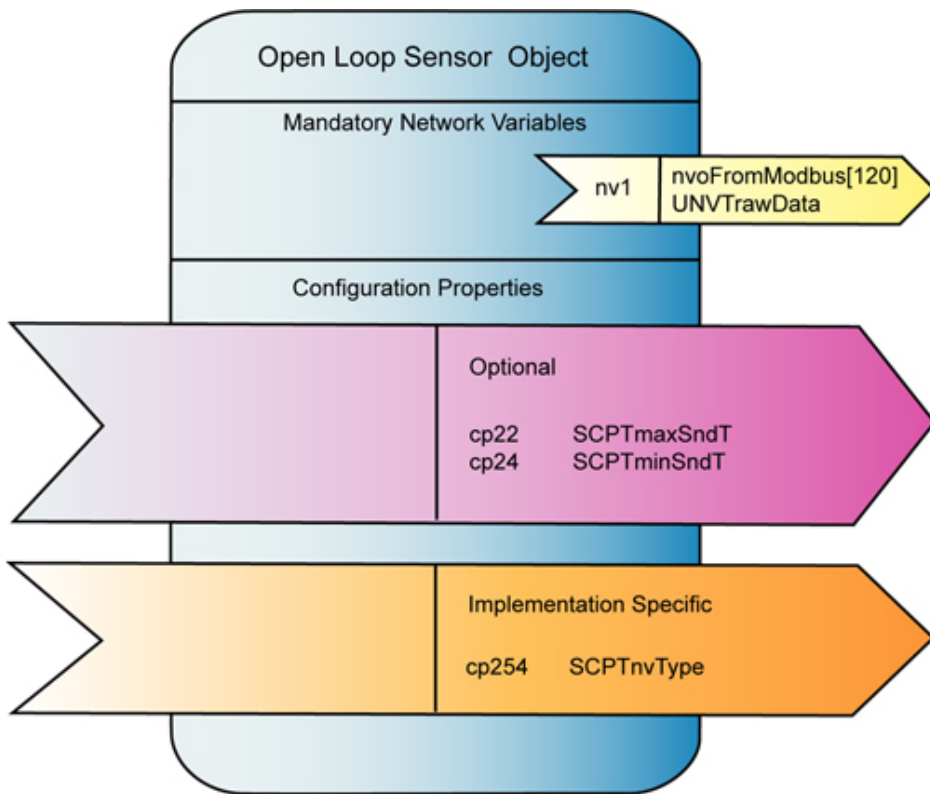 Open Loop Sensor Object
Mandatory Network Variables
nv1
nvoFromModbus[120]
UNVTrawData
Configuration Properties
Optional
cp22 SCPTmaxSndT
cp24 SCPTminSndT
Implementation Specific
cp254 SCPTnvType